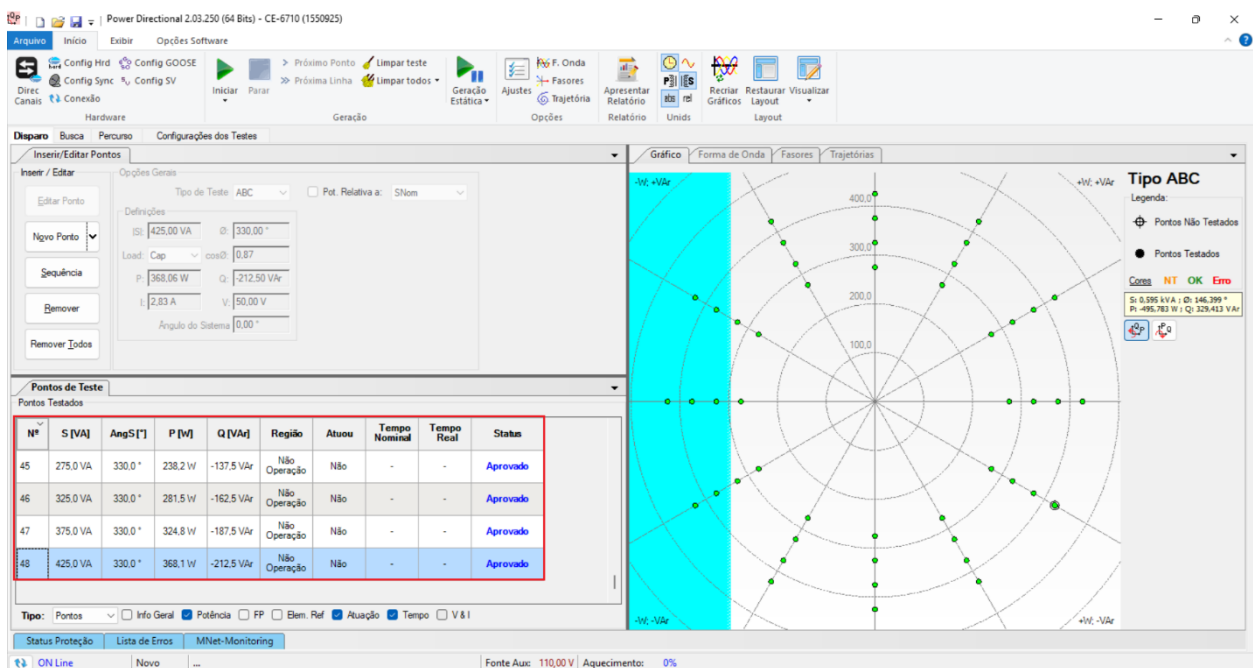 Power Directional 2.03.250 (64 Bits) - CE-6710 (1550925)
Arquivo Início Exibir Opções Software
Direc Canais
Config Hrd
Config GOOSE
Config Sync
Config SV
Conexão
Hardware
Iniciar
Parar
Próximo Ponto
Próxima Linha
Limpar teste
Limpar todos
Geração Estática
Geração
Ajustes
F. Onda
Fasores
Trajetória
Opções
Apresentar Relatório
Relatório
abs rel
Unids
Recriar Gráficos
Restaurar Layout
Visualizar
Layout
Disparo Busca Percurso Configurações dos Testes
Inserir/Editar Pontos
Inserir / Editar
Editar Ponto
Novo Ponto
Sequência
Remover
Remover Todos
Opções Gerais
Tipo de Teste ABC
Pot. Relativa a: SNom
Definições
|S|: 425,00 VA Ø: 330,00 °
Load: Cap cosØ: 0,87
P: 368,06 W Q: -212,50 VAr
I: 2,83 A V: 50,00 V
Ângulo do Sistema 0,00 °
Pontos de Teste
Pontos Testados
Nº S [VA] AngS [°] P [W] Q [VAr] Região Atuou Tempo Nominal Tempo Real Status
45 275,0 VA 330,0 ° 238,2 W -137,5 VAr Não Operação Não - - Aprovado
46 325,0 VA 330,0 ° 281,5 W -162,5 VAr Não Operação Não - - Aprovado
47 375,0 VA 330,0 ° 324,8 W -187,5 VAr Não Operação Não - - Aprovado
48 425,0 VA 330,0 ° 368,1 W -212,5 VAr Não Operação Não - - Aprovado
Tipo: Pontos Info Geral Potência FP Elem. Ref Atuação Tempo V & I
Gráfico Forma de Onda Fasores Trajetórias
-W; +VAr
+W; +VAr
400,0
300,0
200,0
100,0
-W; -VAr
+W; -VAr
Tipo ABC
Legenda:
Pontos Não Testados
Pontos Testados
Cores NT OK Erro
S: 0,595 kVA ; Ø: 146,399 °
P: -495,783 W ; Q: 329,413 VAr
Status Proteção Lista de Erros MNet-Monitoring
ON Line Novo ... Fonte Aux: 110,00 V Aquecimento: 0%